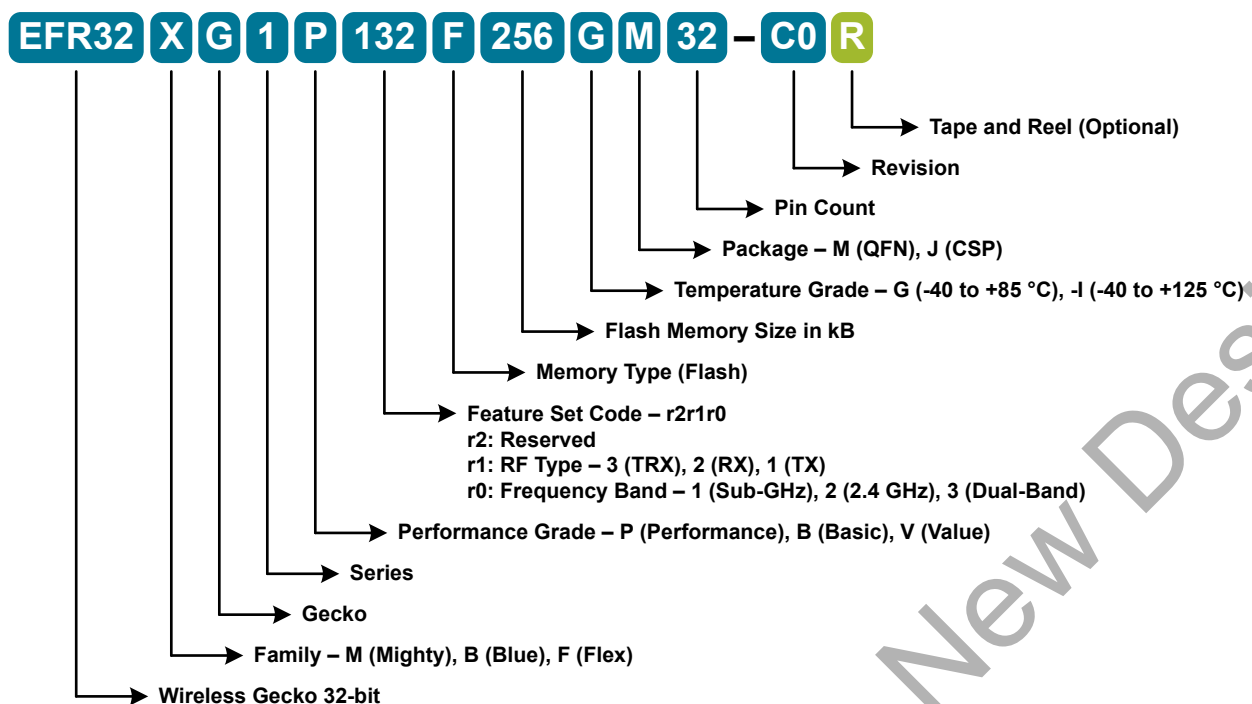 EFR32 X G 1 P 132 F 256 G M 32 – C0 R
Tape and Reel (Optional)
Revision
Pin Count
Package – M (QFN), J (CSP)
Temperature Grade – G (-40 to +85 °C), -I (-40 to +125 °C)
Flash Memory Size in kB
Memory Type (Flash)
Feature Set Code – r2r1r0
r2: Reserved
r1: RF Type – 3 (TRX), 2 (RX), 1 (TX)
r0: Frequency Band – 1 (Sub-GHz), 2 (2.4 GHz), 3 (Dual-Band)
Performance Grade – P (Performance), B (Basic), V (Value)
Series
Gecko
Family – M (Mighty), B (Blue), F (Flex)
Wireless Gecko 32-bit
New